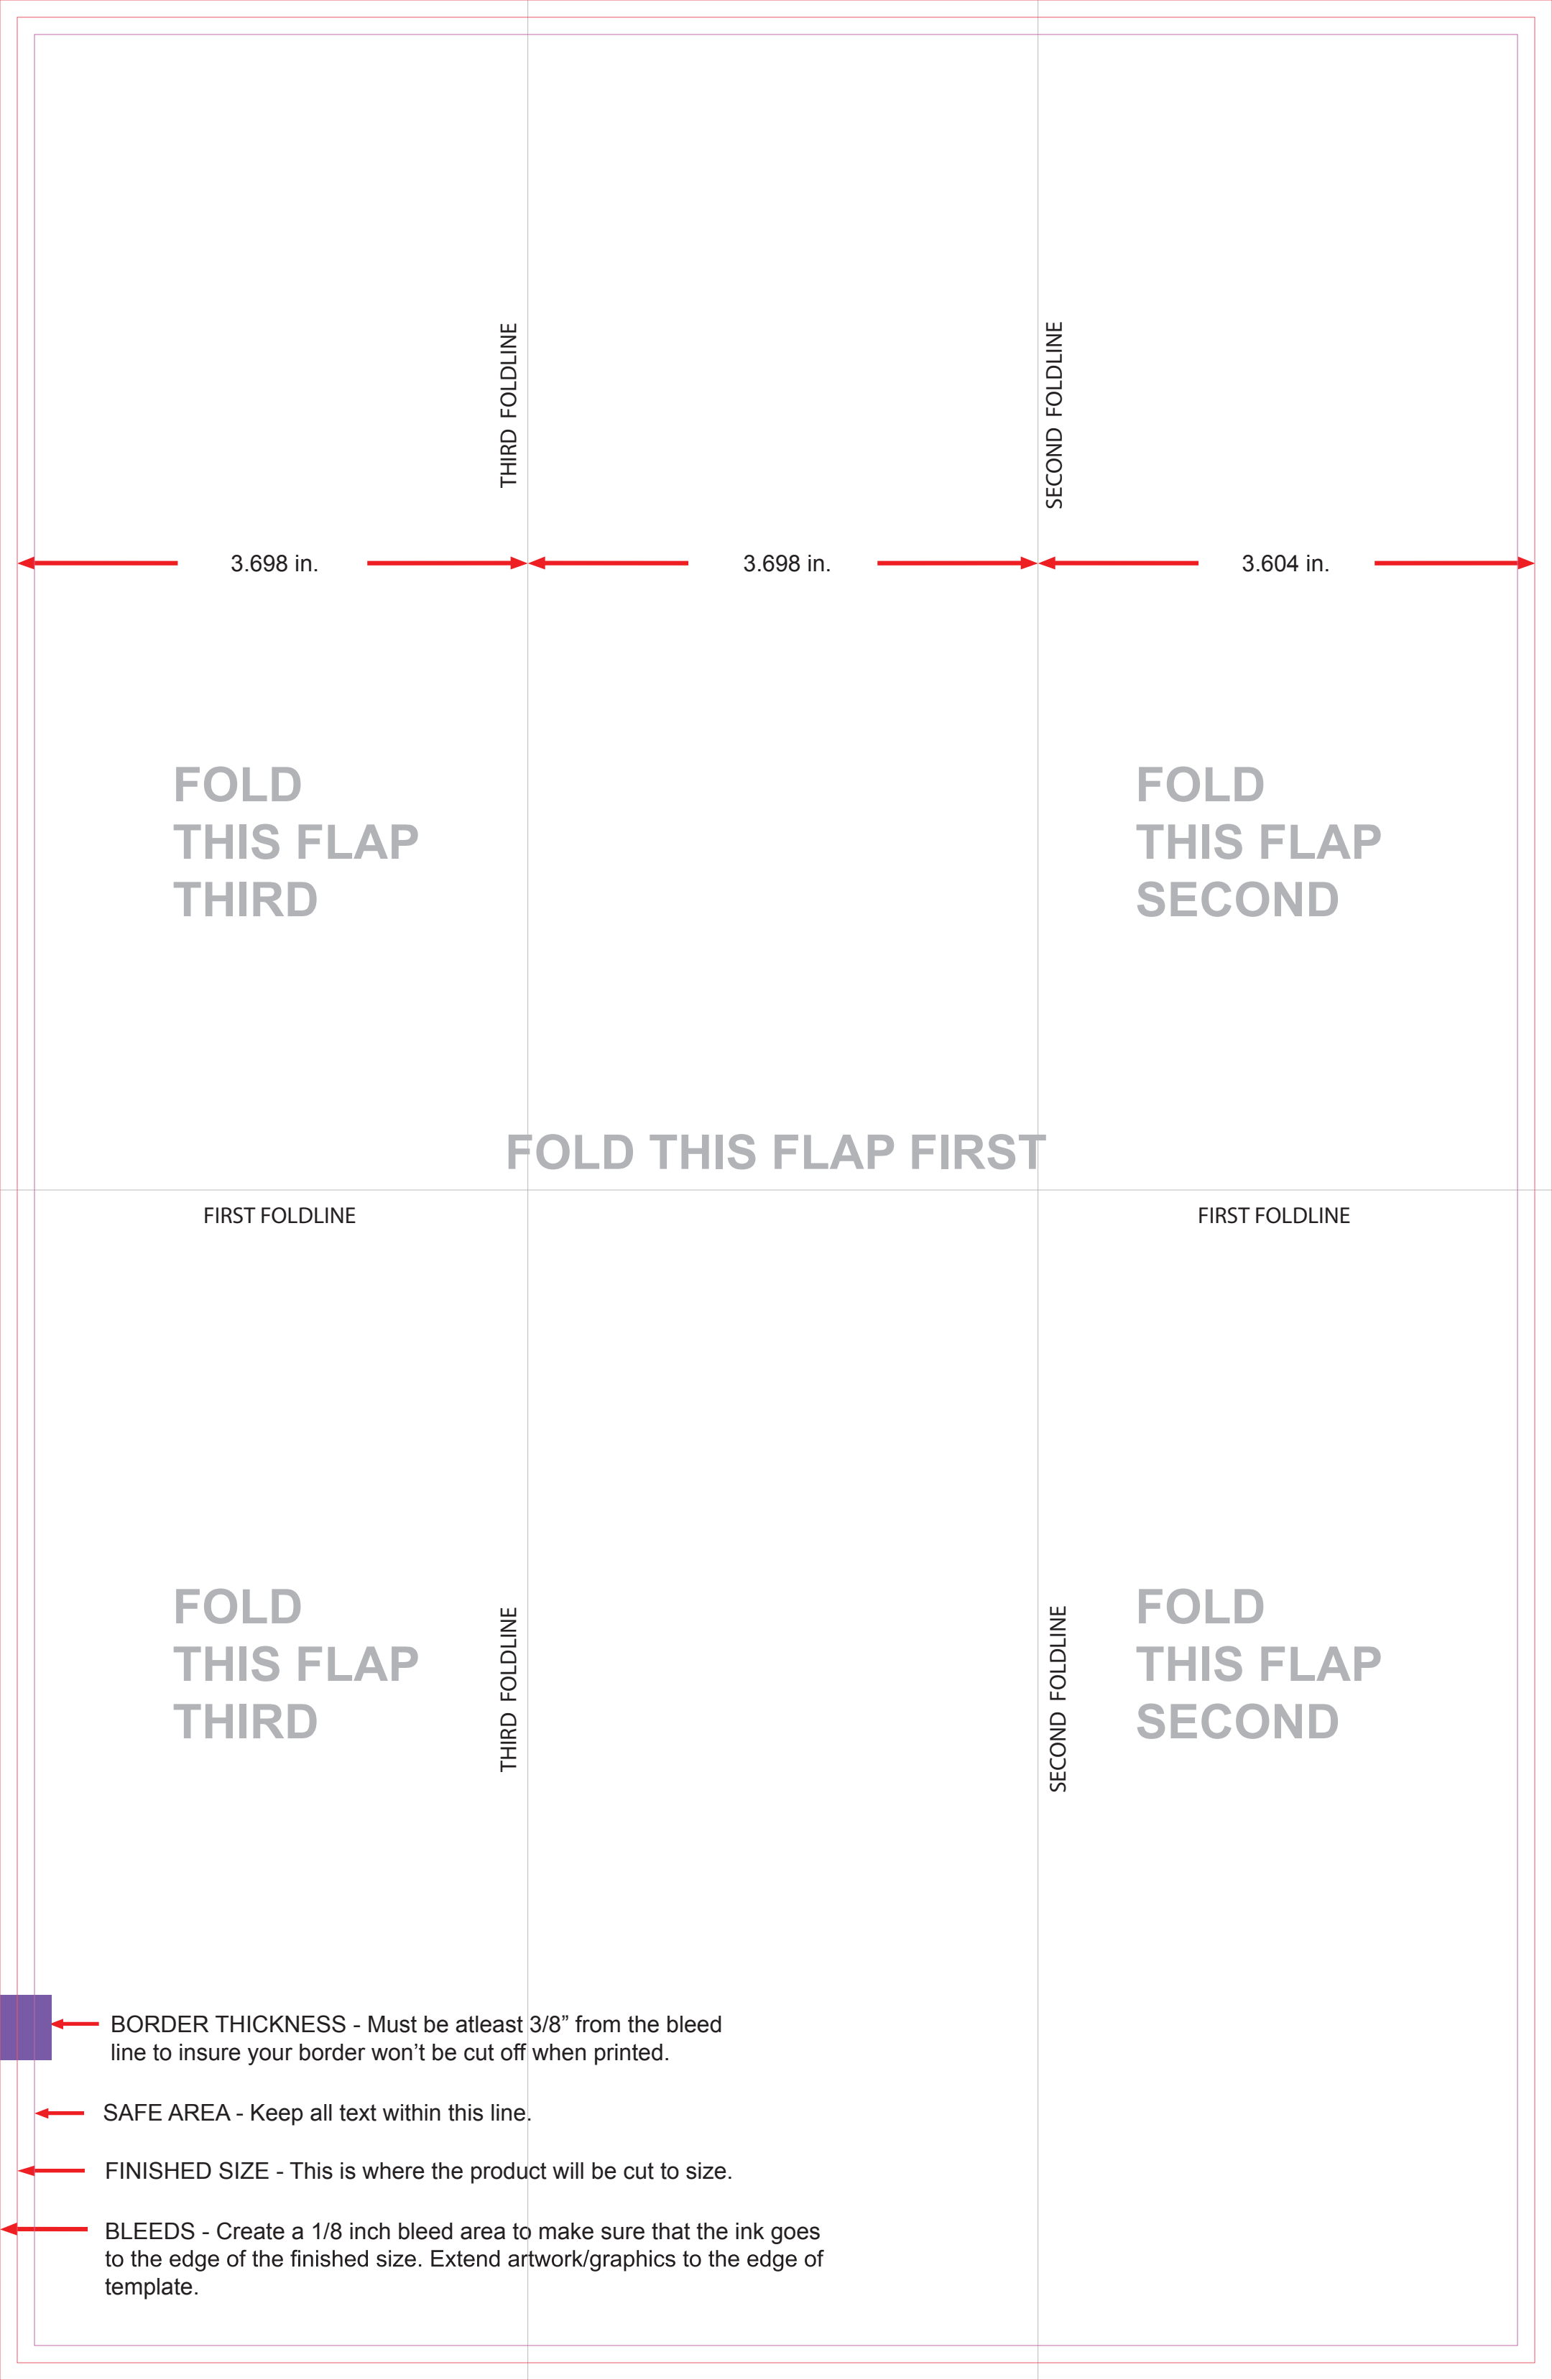 THIRD  FOLDLINE
SECOND  FOLDLINE
3.698 in.
3.698 in.
3.604 in.
FOLD
THIS FLAP
THIRD
FOLD
THIS FLAP
SECOND
FOLD THIS FLAP FIRST
FIRST FOLDLINE
FIRST FOLDLINE
FOLD
THIS FLAP
THIRD
THIRD  FOLDLINE
SECOND  FOLDLINE
FOLD
THIS FLAP
SECOND
BORDER THICKNESS - Must be atleast 3/8” from the bleed
line to insure your border won’t be cut off when printed.
SAFE AREA - Keep all text within this line.
FINISHED SIZE - This is where the product will be cut to size.
BLEEDS - Create a 1/8 inch bleed area to make sure that the ink goes
to the edge of the finished size. Extend artwork/graphics to the edge of
template.